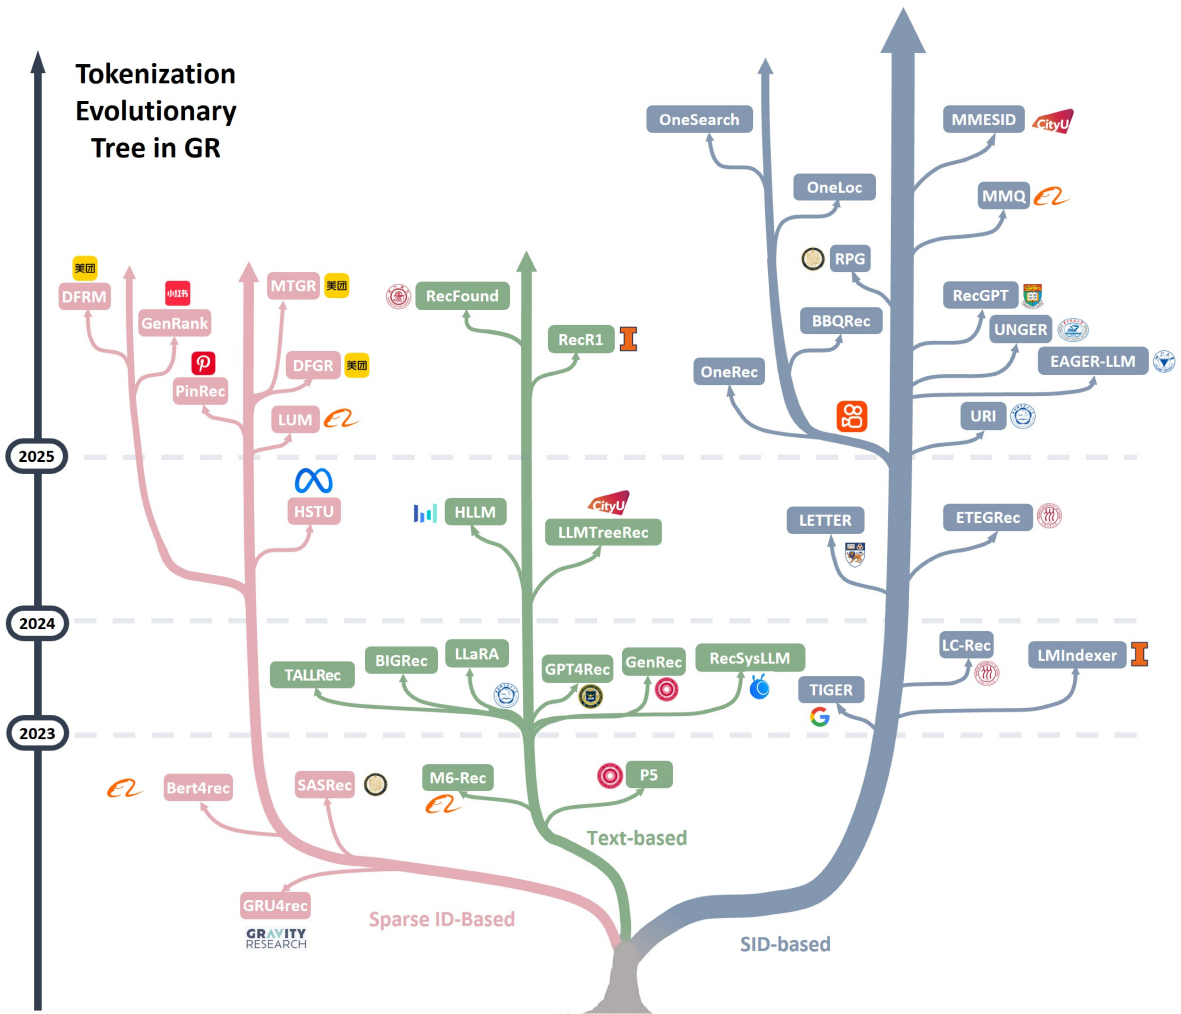 Tokenization
Evolutionary
Tree in GR
OneSearch
MMESID
CityU
OneLoc
MMQ
RPG
美团
DFRM
小红书
GenRank
MTGR
美团
RecFound
RecR1
BBQRec
RecGPT
UNGER
EAGER-LLM
PinRec
DFGR
美团
OneRec
LUM
URI
2025
HSTU
HLLM
CityU
LLMTreeRec
LETTER
ETEGRec
2024
TALLRec
BIGRec
LLaRA
GPT4Rec
GenRec
RecSysLLM
TIGER
LC-Rec
LMIndexer
2023
Bert4rec
SASRec
M6-Rec
P5
Text-based
GRU4rec
GRAVITY
RESEARCH
Sparse ID-Based
SID-based